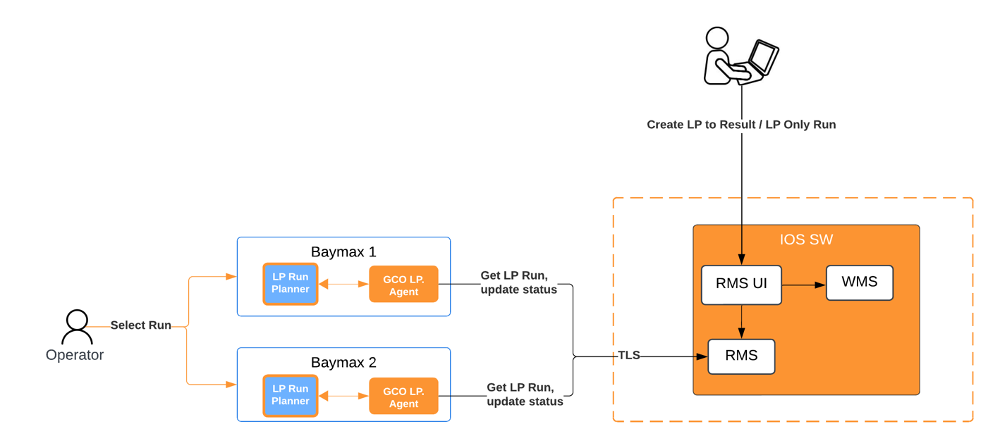 Create LP to Result / LP Only Run
IOS SW
RMS UI
WMS
RMS
TLS
Baymax 1
LP Run
Planner
GCO LP.
Agent
Get LP Run,
update status
Select Run
Operator
Baymax 2
LP Run
Planner
GCO LP.
Agent
Get LP Run,
update status